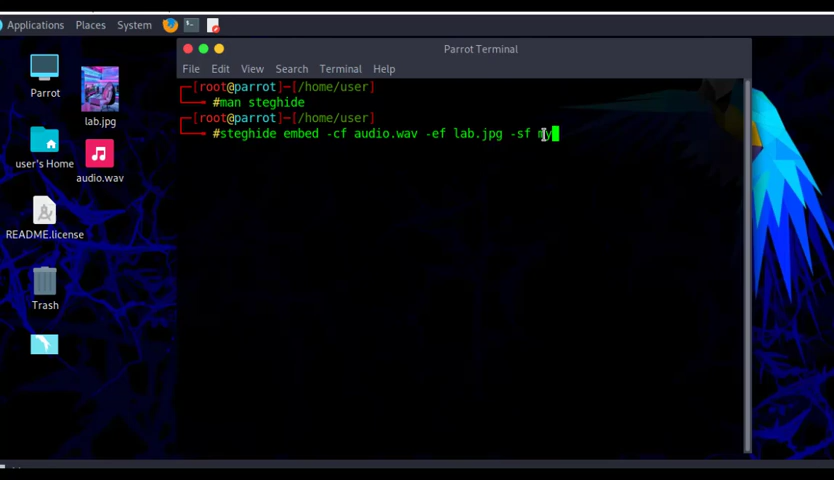 Applications Places System
Parrot Terminal
File Edit View Search Terminal Help
Parrot
lab.jpg
user's Home
audio.wav
README.license
Trash
┌─[root@parrot]─[/home/user]
└──╼ #man steghide
┌─[root@parrot]─[/home/user]
└──╼ #steghide embed -cf audio.wav -ef lab.jpg -sf my